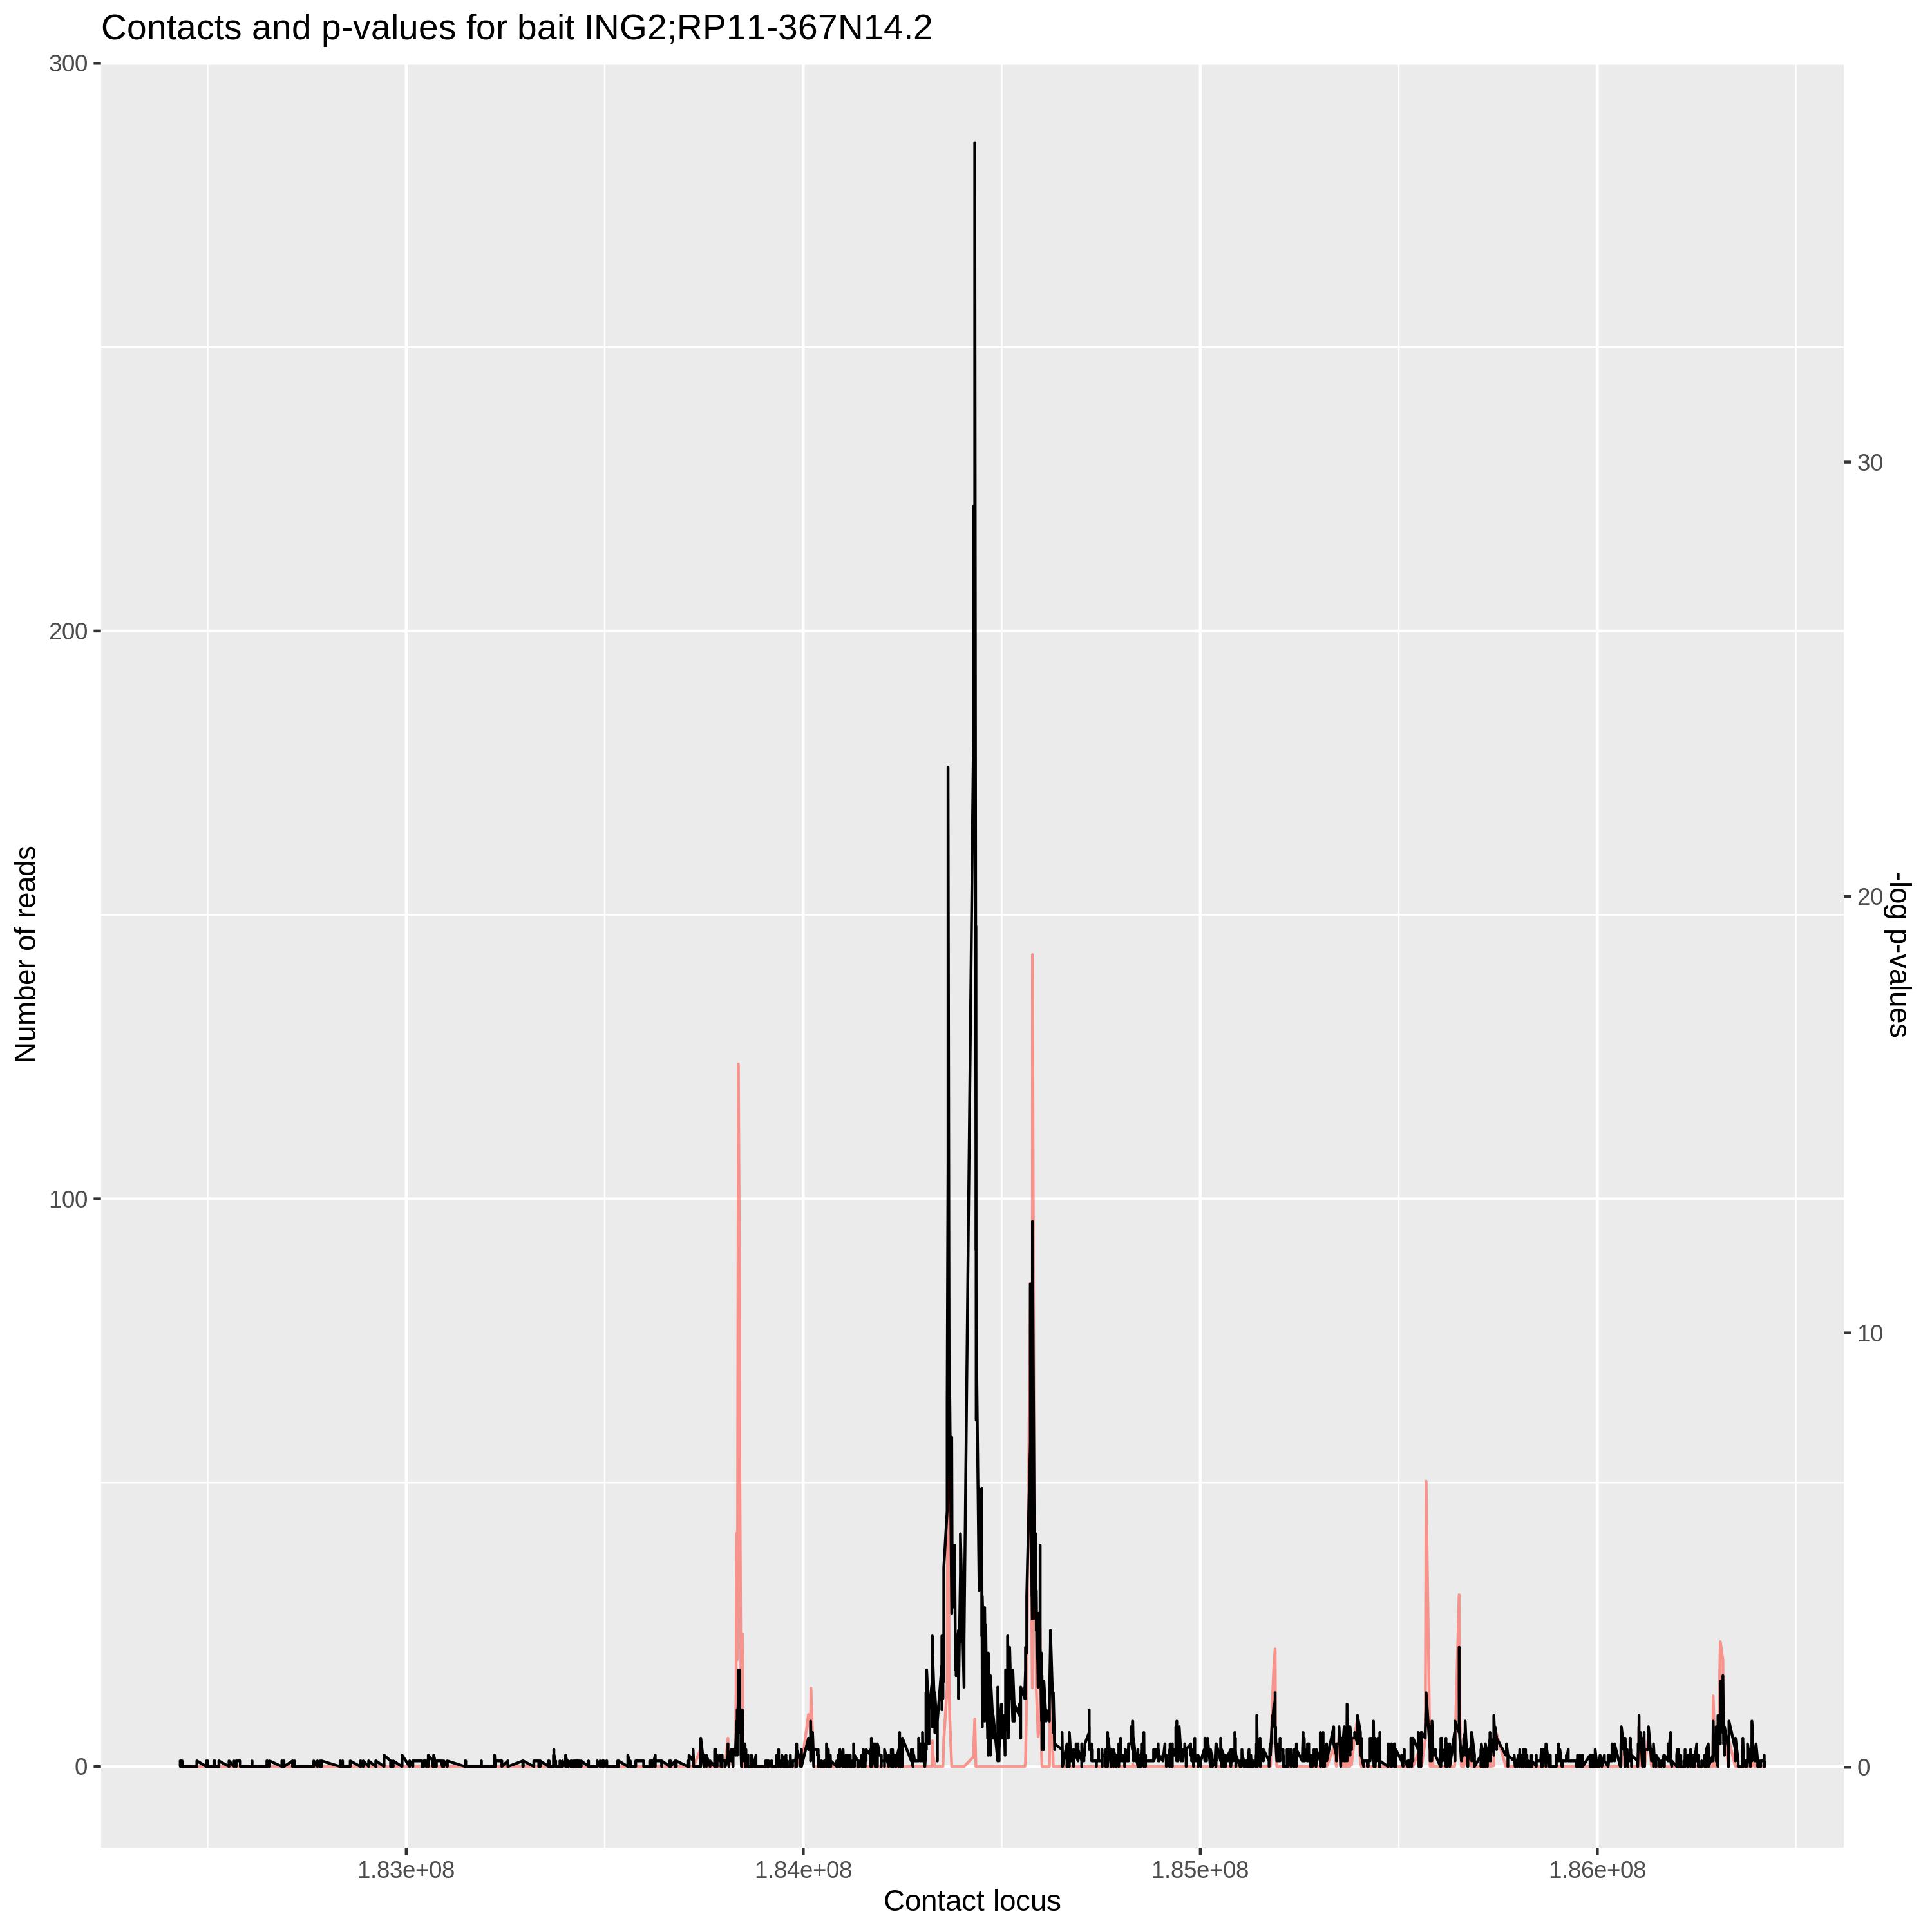 Contacts and p-values for bait ING2;RP11-367N14.2
300
200
100
0
Number of reads
30
20
10
0
-log p-values
1.83e+08 1.84e+08 1.85e+08 1.86e+08
Contact locus